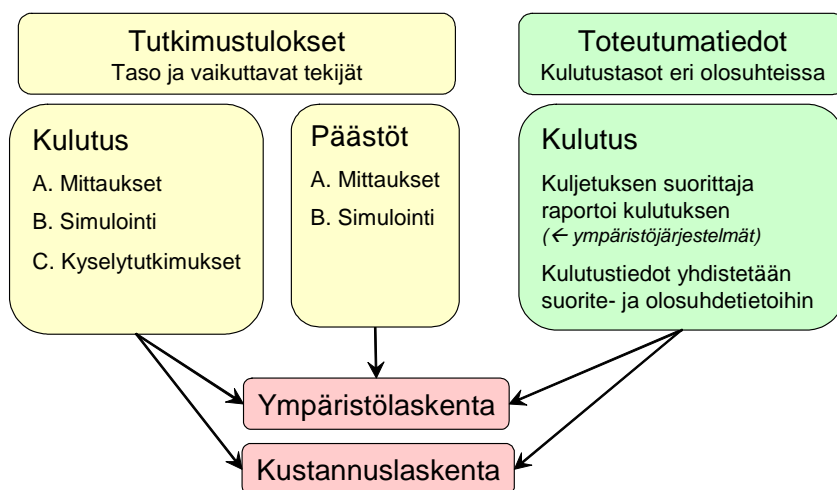 Tutkimustulokset
Taso ja vaikuttavat tekijät
Toteutumatiedot
Kulutustasot eri olosuhteissa
Kulutus
A. Mittaukset
B. Simulointi
C. Kyselytutkimukset
Päästöt
A. Mittaukset
B. Simulointi
Kulutus
Kuljetuksen suorittaja
raportoi kulutuksen
(← ympäristöjärjestelmät)
Kulutustiedot yhdistetään
suorite- ja olosuhdetietoihin
Ympäristölaskenta
Kustannuslaskenta